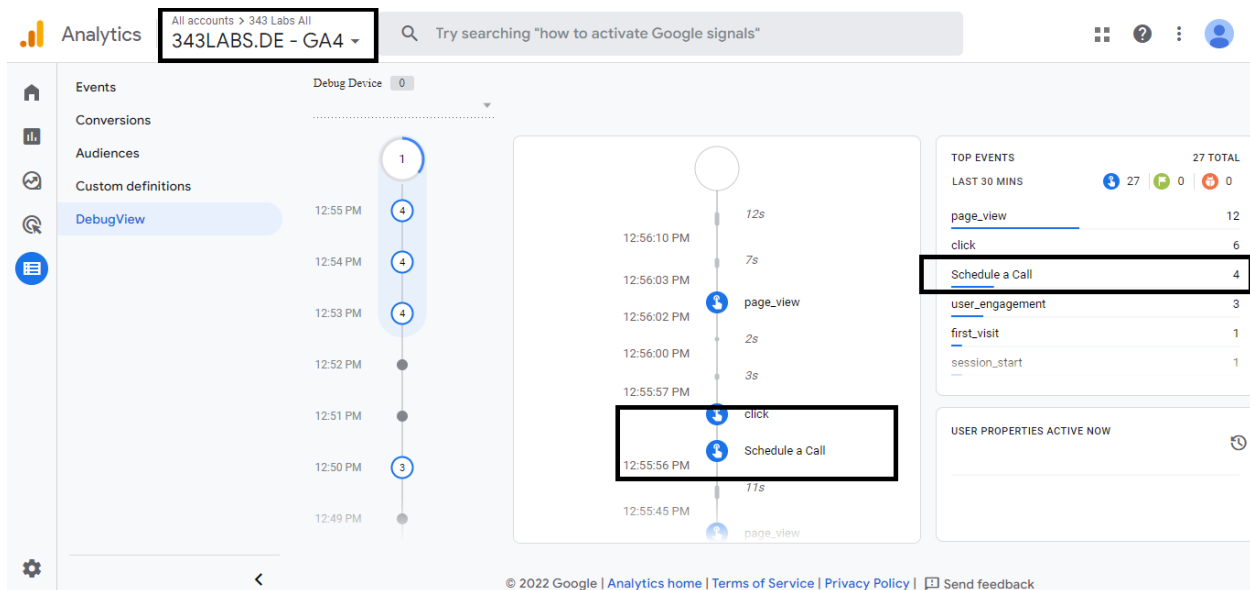 Analytics
All accounts > 343 Labs All
343LABS.DE - GA4
Try searching "how to activate Google signals"
Events
Conversions
Audiences
Custom definitions
DebugView
Debug Device 0
1
12:55 PM 4
12:54 PM 4
12:53 PM 4
12:52 PM
12:51 PM
12:50 PM 3
12:49 PM
12s
12:56:10 PM
7s
12:56:03 PM
page_view
12:56:02 PM
2s
12:56:00 PM
3s
12:55:57 PM
click
Schedule a Call
12:55:56 PM
11s
12:55:45 PM
page_view
TOP EVENTS 27 TOTAL
LAST 30 MINS 27 0 0
page_view 12
click 6
Schedule a Call 4
user_engagement 3
first_visit 1
session_start 1
USER PROPERTIES ACTIVE NOW
© 2022 Google | Analytics home | Terms of Service | Privacy Policy | Send feedback